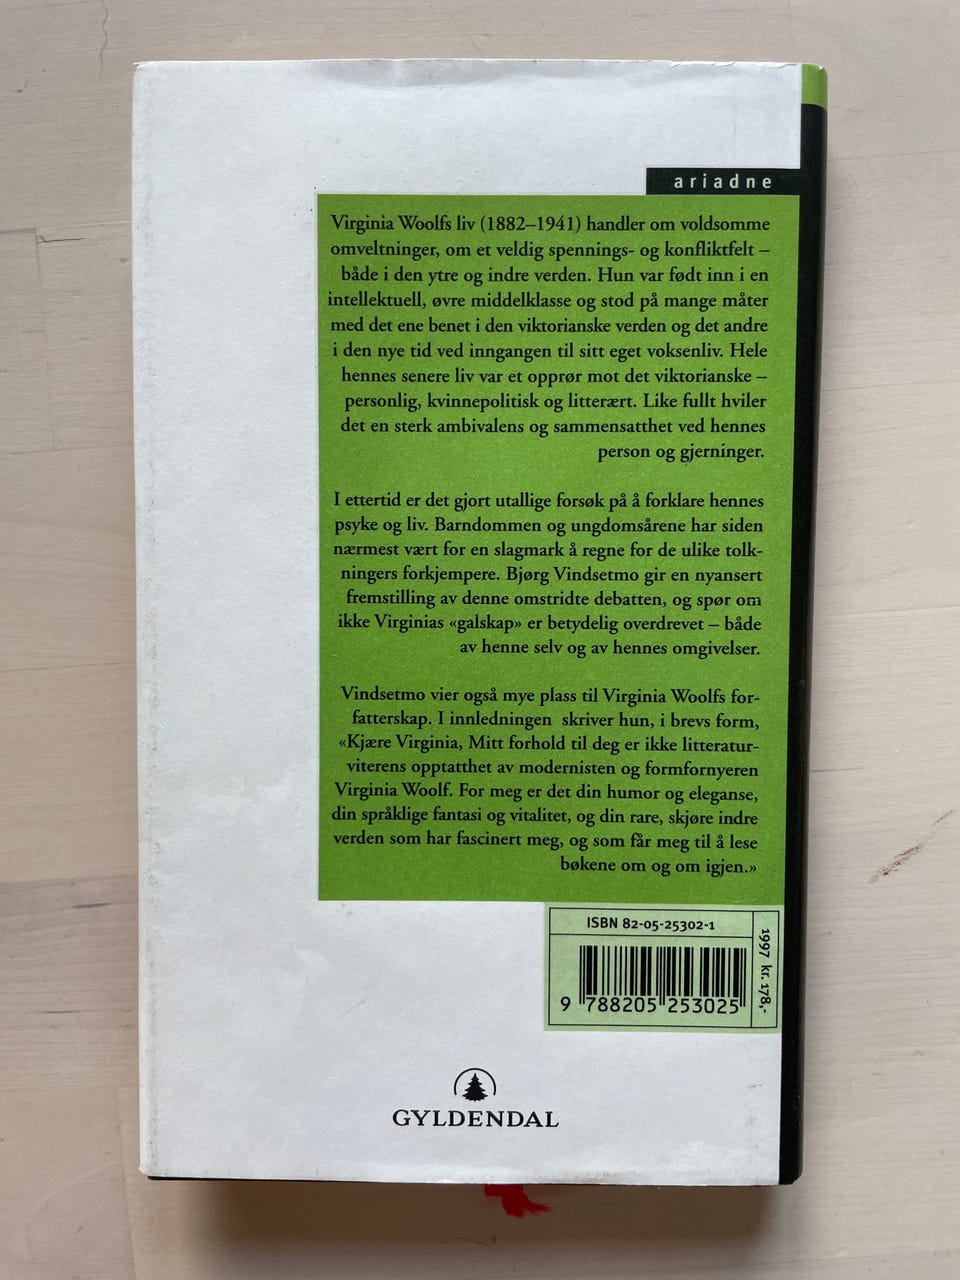 ariadne
Virginia Woolfs liv (1882–1941) handler om voldsomme
omveltninger, om et veldig spennings- og konfliktfelt –
både i den ytre og indre verden. Hun var født inn i en
intellektuell, øvre middelklasse og stod på mange måter
med det ene benet i den viktorianske verden og det andre
i den nye tid ved inngangen til sitt eget voksenliv. Hele
hennes senere liv var et opprør mot det viktorianske –
personlig, kvinnepolitisk og litterært. Like fullt hviler
det en sterk ambivalens og sammensatthet ved hennes
person og gjerninger.
I ettertid er det gjort utallige forsøk på å forklare hennes
psyke og liv. Barndommen og ungdomsårene har siden
nærmest vært for en slagmark å regne for de ulike tolk-
ningers forkjempere. Bjørg Vindsetmo gir en nyansert
fremstilling av denne omstridte debatten, og spør om
ikke Virginias «galskap» er betydelig overdrevet – både
av henne selv og av hennes omgivelser.
Vindsetmo vier også mye plass til Virginia Woolfs for-
fatterskap. I innledningen skriver hun, i brevs form,
«Kjære Virginia, Mitt forhold til deg er ikke litteratur-
viterens opptatthet av modernisten og formfornyeren
Virginia Woolf. For meg er det din humor og eleganse,
din språklige fantasi og vitalitet, og din rare, skjøre indre
verden som har fascinert meg, og som får meg til å lese
bøkene om og om igjen.»
ISBN 82-05-25302-1
9 788205 253025
1997 kr. 178,-
GYLDENDAL